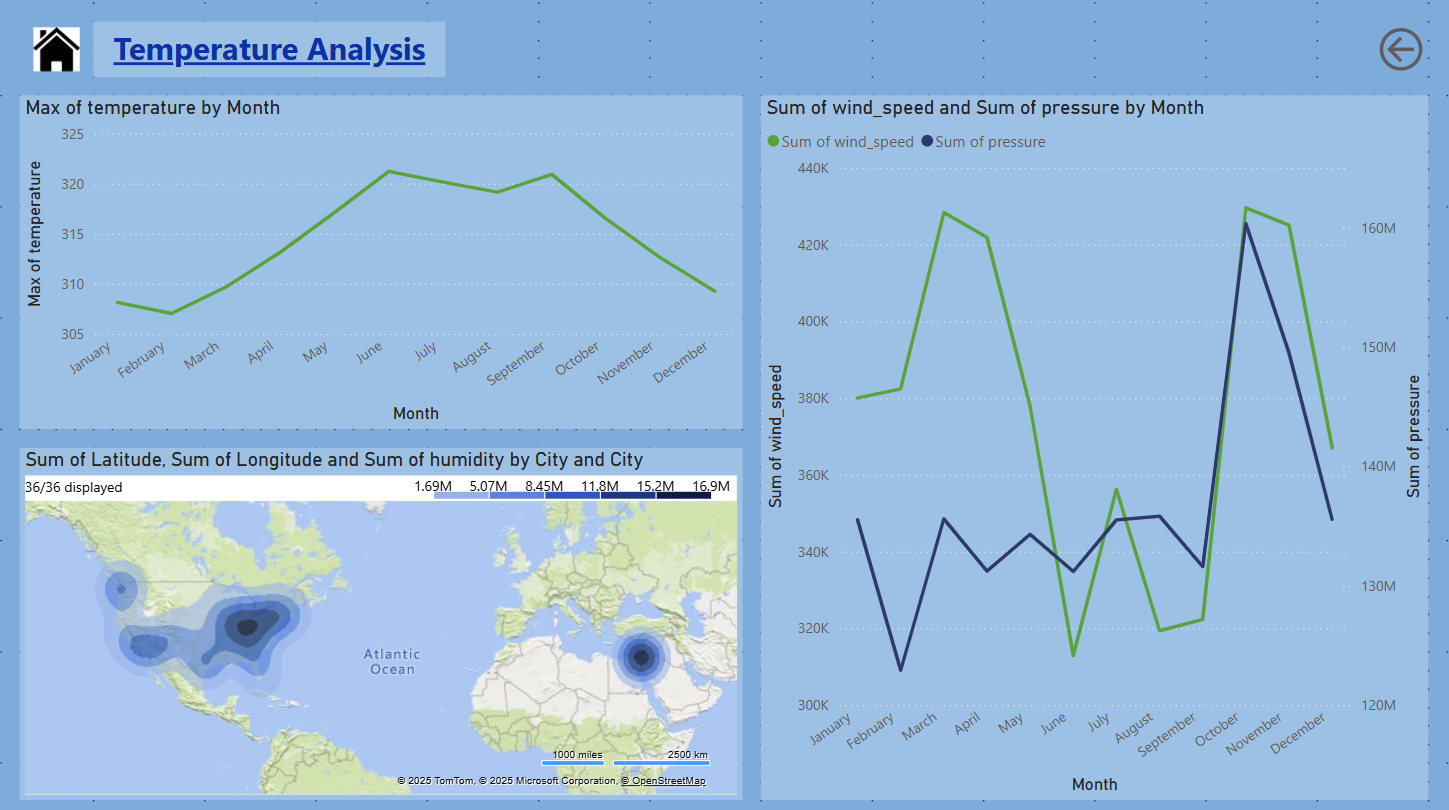 Temperature Analysis
Max of temperature by Month
325
320
315
310
305
Max of temperature
January
February
March
April
May
June
July
August
September
October
November
December
Month
Sum of Latitude, Sum of Longitude and Sum of humidity by City and City
36/36 displayed
1.69M 5.07M 8.45M 11.8M 15.2M 16.9M
Atlantic
Ocean
1000 miles 2500 km
© 2025 TomTom, © 2025 Microsoft Corporation, © OpenStreetMap
Sum of wind_speed and Sum of pressure by Month
Sum of wind_speed Sum of pressure
440K
420K
400K
380K
360K
340K
320K
300K
Sum of wind_speed
160M
150M
140M
130M
120M
Sum of pressure
January
February
March
April
May
June
July
August
September
October
November
December
Month